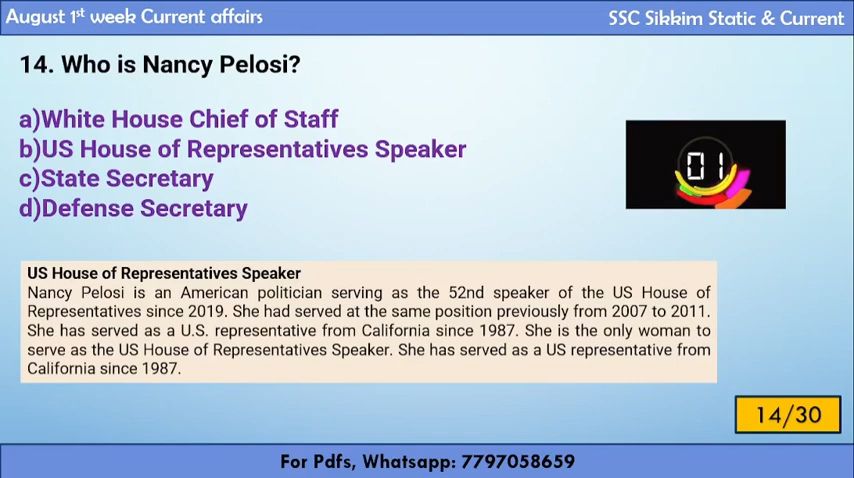 August 1st week Current affairs
SSC Sikkim Static & Current
14. Who is Nancy Pelosi?
a)White House Chief of Staff
b)US House of Representatives Speaker
c)State Secretary
d)Defense Secretary
01
US House of Representatives Speaker
Nancy Pelosi is an American politician serving as the 52nd speaker of the US House of
Representatives since 2019. She had served at the same position previously from 2007 to 2011.
She has served as a U.S. representative from California since 1987. She is the only woman to
serve as the US House of Representatives Speaker. She has served as a US representative from
California since 1987.
14/30
For Pdfs, Whatsapp: 7797058659